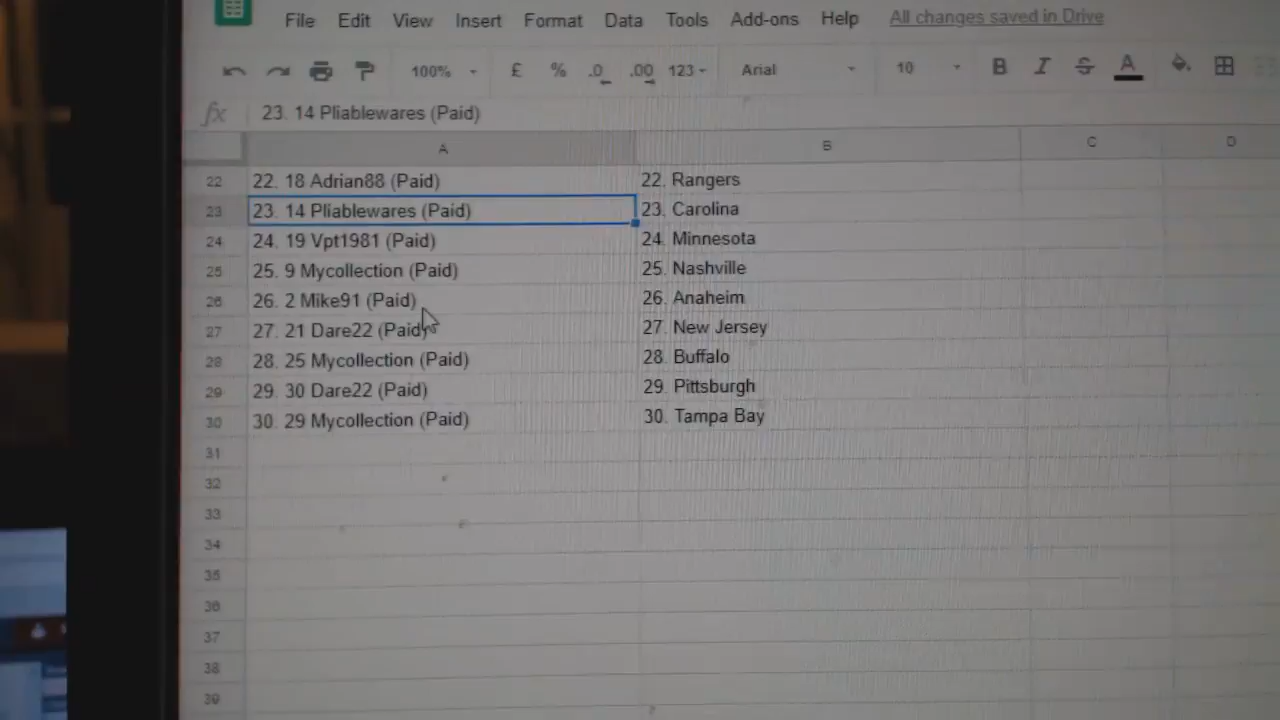 File Edit View Insert Format Data Tools Add-ons Help All changes saved in Drive
100% £ % .0 .00 123 Arial 10 B I S A
fx 23. 14 Pliablewares (Paid)
A B C D
22 22. 18 Adrian88 (Paid) 22. Rangers
23 23. 14 Pliablewares (Paid) 23. Carolina
24 24. 19 Vpt1981 (Paid) 24. Minnesota
25 25. 9 Mycollection (Paid) 25. Nashville
26 26. 2 Mike91 (Paid) 26. Anaheim
27 27. 21 Dare22 (Paid) 27. New Jersey
28 28. 25 Mycollection (Paid) 28. Buffalo
29 29. 30 Dare22 (Paid) 29. Pittsburgh
30 30. 29 Mycollection (Paid) 30. Tampa Bay
31
32
33
34
35
36
37
38
39